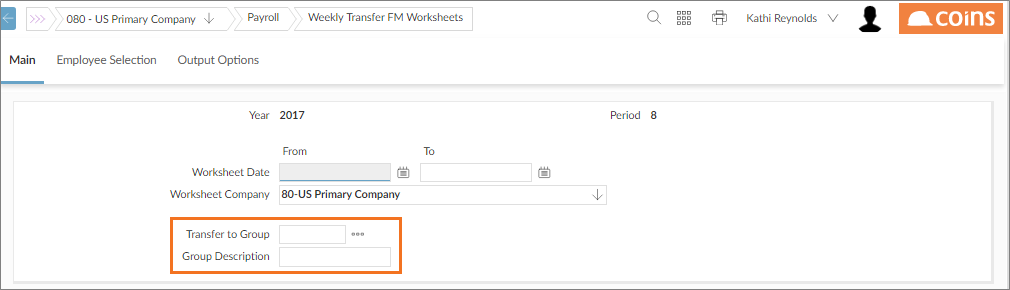 080 - US Primary Company Payroll Weekly Transfer FM Worksheets Kathi Reynolds COINS
Main Employee Selection Output Options
Year 2017 Period 8
From To
Worksheet Date
Worksheet Company 80-US Primary Company
Transfer to Group
Group Description